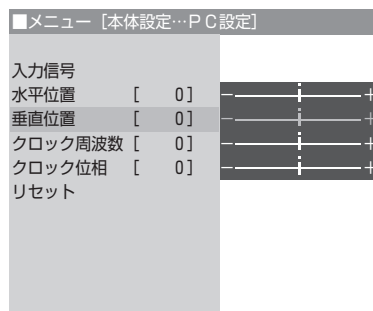 ■メニュー [本体設定…ＰＣ設定]
入力信号
水平位置 [ 0] − +
垂直位置 [ 0] − +
クロック周波数 [ 0] − +
クロック位相 [ 0] − +
リセット